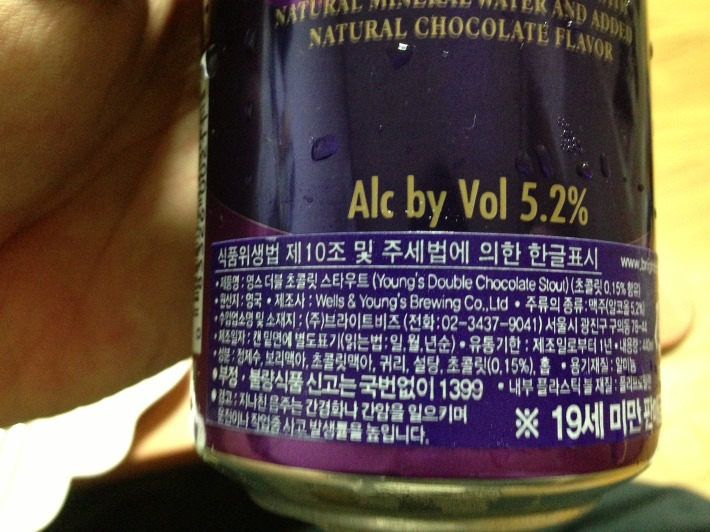 NATURAL MINERAL WATER AND ADDED
NATURAL CHOCOLATE FLAVOR
Alc by Vol 5.2%
식품위생법 제10조 및 주세법에 의한 한글표시
•제품명 : 영스 더블 초콜릿 스타우트 (Young's Double Chocolate Stout) (초콜릿 0.15% 함유)
•원산지 : 영국 • 제조사 : Wells & Young's Brewing Co.,Ltd • 주류의 종류 : 맥주(알코올 5.2%)
•수입업소명 및 소재지 : (주)브라이트비즈 (전화 : 02-3437-9041) 서울시 광진구 구의동 78-44
•제조일자 : 캔 밑면에 별도표기(읽는법 : 일,월,년순) • 유통기한 : 제조일로부터 1년 • 내용량 : 440ml
•성분 : 정제수, 보리맥아, 초콜릿맥아, 귀리, 설탕, 초콜릿(0.15%), 홉 • 용기재질 : 알미늄
•부정 · 불량식품 신고는 국번없이 1399 • 내부 플라스틱 볼 재질 : 폴리프로필렌
•경고 : 지나친 음주는 간경화나 간암을 일으키며
운전이나 작업중 사고 발생률을 높입니다.
※ 19세 미만